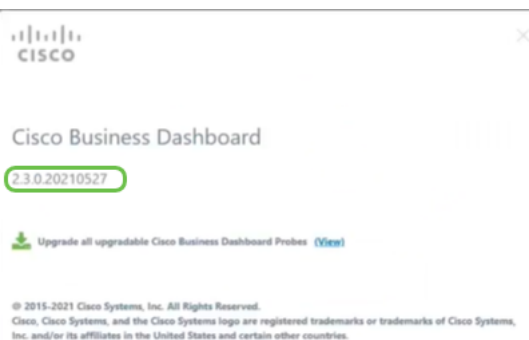 CISCO
Cisco Business Dashboard
2.3.0.20210527
Upgrade all upgradable Cisco Business Dashboard Probes (View)
© 2015-2021 Cisco Systems, Inc. All Rights Reserved.
Cisco, Cisco Systems, and the Cisco Systems logo are registered trademarks or trademarks of Cisco Systems,
Inc. and/or its affiliates in the United States and certain other countries.